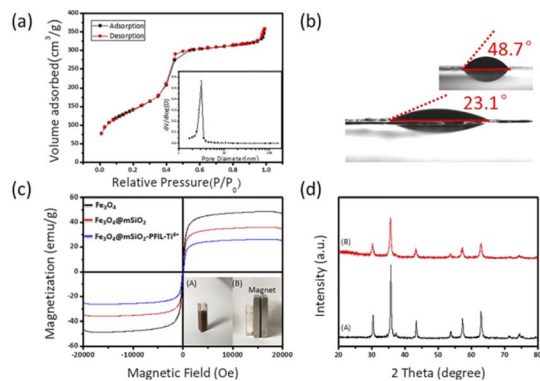 (a)
Adsorption
Desorption
Volume adsorbed(cm³/g)
400
350
300
250
200
150
100
50
0
0.0 0.2 0.4 0.6 0.8 1.0
Relative Pressure(P/P₀)
Pore Diameter(nm)
(b)
48.7°
23.1°
(c)
Fe₃O₄
Fe₃O₄@mSiO₂
Fe₃O₄@mSiO₂-PFIL-Ti⁴⁺
Magnetization (emu/g)
60
40
20
0
-20
-40
-60
(A)
(B) Magnet
-20000 -10000 0 10000 20000
Magnetic Field (Oe)
(d)
Intensity (a.u.)
(B)
(A)
20 30 40 50 60 70 80
2 Theta (degree)